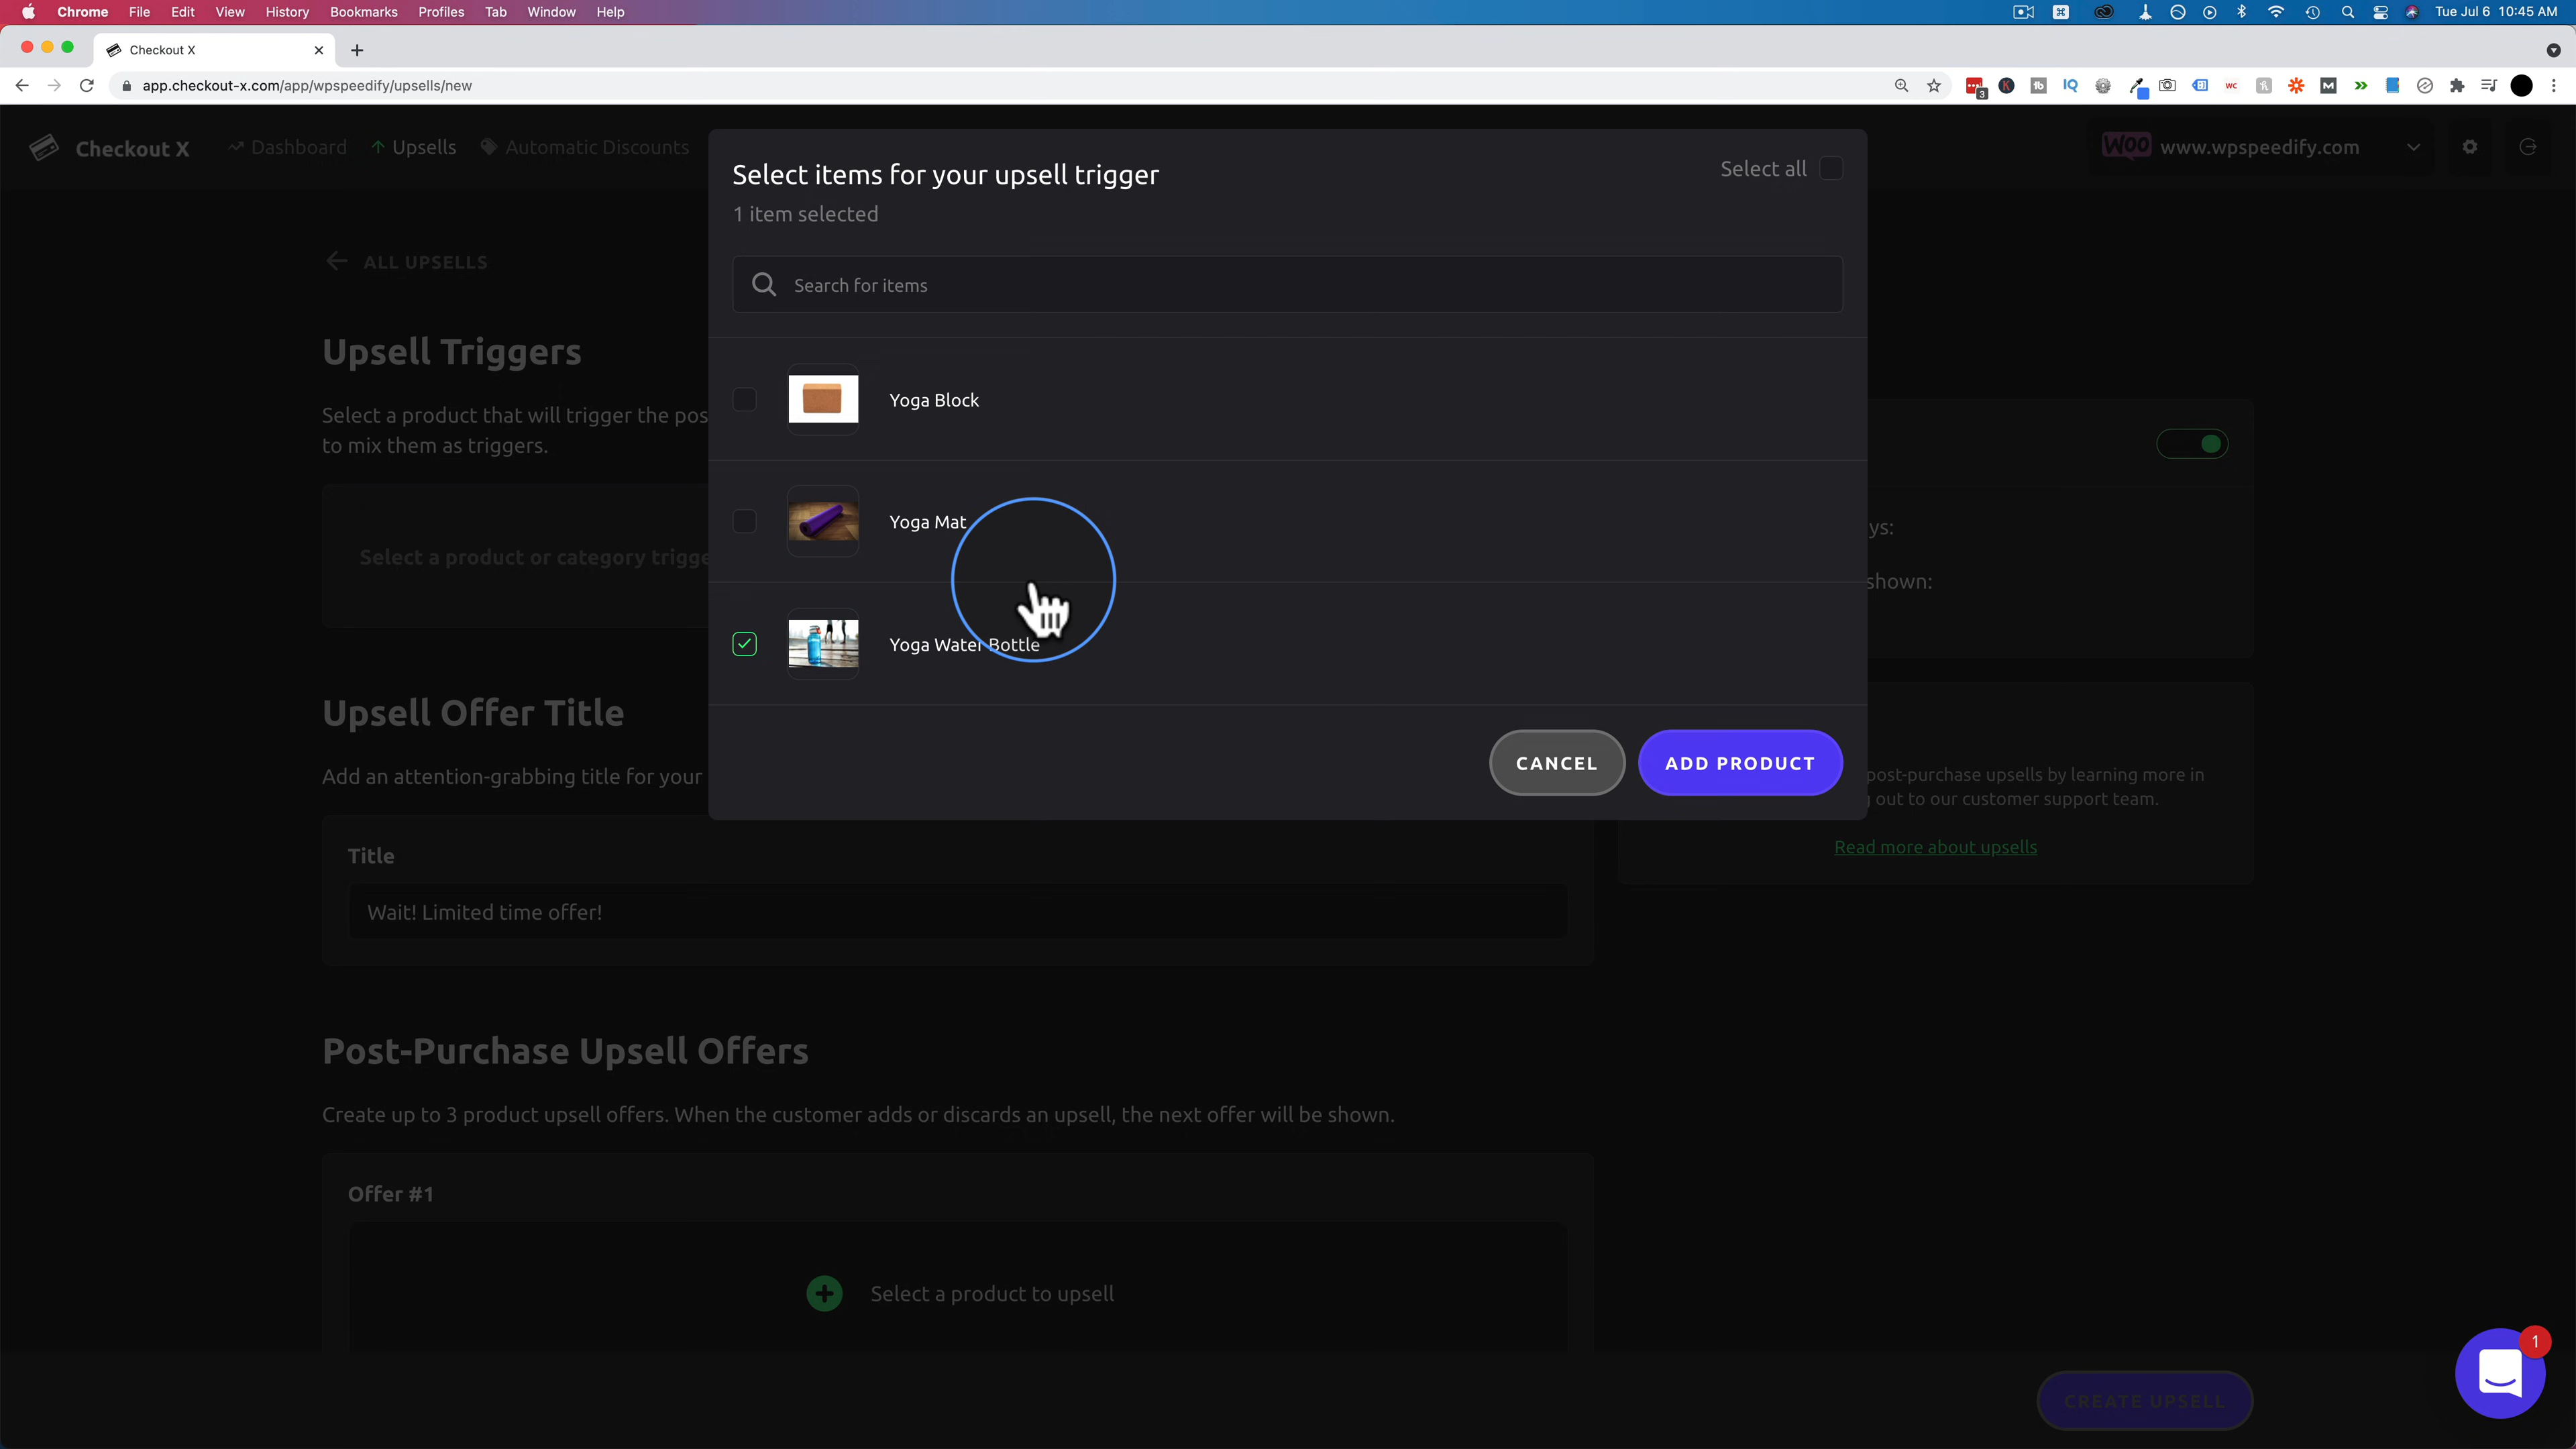 Chrome File Edit View History Bookmarks Profiles Tab Window Help Tue Jul 6 10:45 AM
Checkout X
app.checkout-x.com/app/wpspeedify/upsells/new
Checkout X Dashboard Upsells Automatic Discounts
Woo www.wpspeedify.com
Select items for your upsell trigger
Select all
1 item selected
Search for items
Yoga Block
Yoga Mat
Yoga Water Bottle
CANCEL ADD PRODUCT
ALL UPSELLS
Upsell Triggers
Select a product that will trigger the pos
to mix them as triggers.
Select a product or category trigge
ys:
shown:
Upsell Offer Title
Add an attention-grabbing title for your
Title
Wait! Limited time offer!
post-purchase upsells by learning more in
out to our customer support team.
Read more about upsells
Post-Purchase Upsell Offers
Create up to 3 product upsell offers. When the customer adds or discards an upsell, the next offer will be shown.
Offer #1
Select a product to upsell
CREATE UPSELL
1